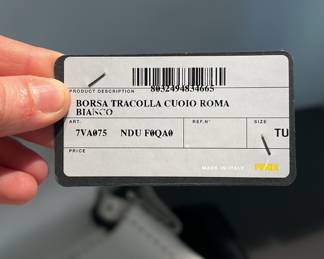 8032494834665
PRODUCT DESCRIPTION
BORSA TRACOLLA CUOIO ROMA
BIANCO
ART. REF.N° SIZE
7VA075 NDU F0QA0 TU
PRICE
MADE IN ITALY